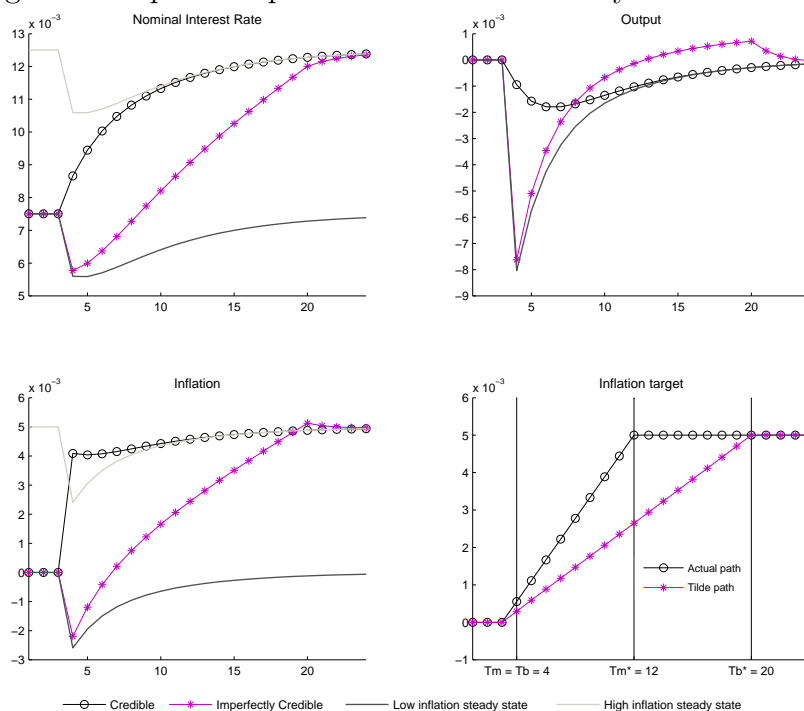 Nominal Interest Rate
x 10⁻³
13
12
11
10
9
8
7
6
5
5 10 15 20
Output
x 10⁻³
1
0
−1
−2
−3
−4
−5
−6
−7
−8
−9
5 10 15 20
Inflation
x 10⁻³
6
5
4
3
2
1
0
−1
−2
−3
5 10 15 20
Inflation target
x 10⁻³
6
5
4
3
2
1
0
−1
Actual path
Tilde path
Tm = Tb = 4 Tm* = 12 Tb* = 20
Credible Imperfectly Credible Low inflation steady state High inflation steady state